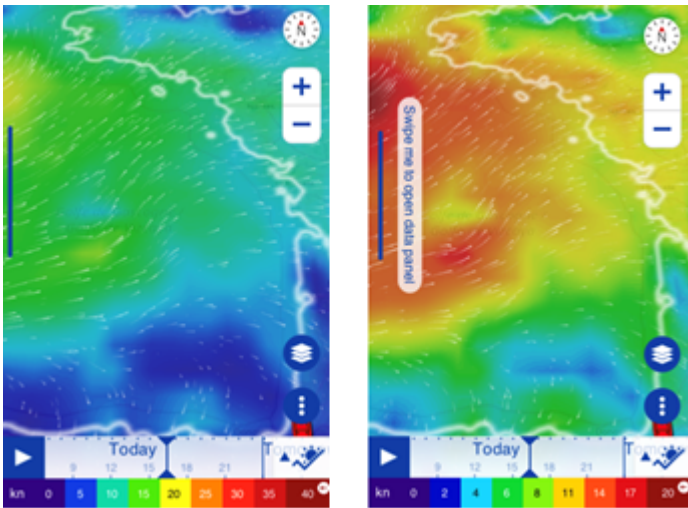 N
+
−
Today
Tomorrow
9 12 15 18 21
kn 0 5 10 15 20 25 30 35 40
N
+
−
Swipe me to open data panel
Today
To
9 12 15 18 21
kn 0 2 4 6 8 11 14 17 20